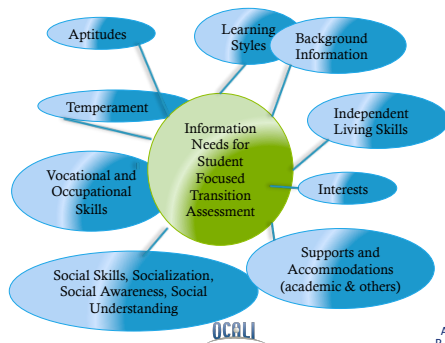 Aptitudes
Learning
Styles
Background
Information
Temperament
Information
Needs for
Student
Focused
Transition
Assessment
Independent
Living Skills
Vocational and
Occupational
Skills
Interests
Social Skills, Socialization,
Social Awareness, Social
Understanding
Supports and
Accommodations
(academic & others)
OCALI
A